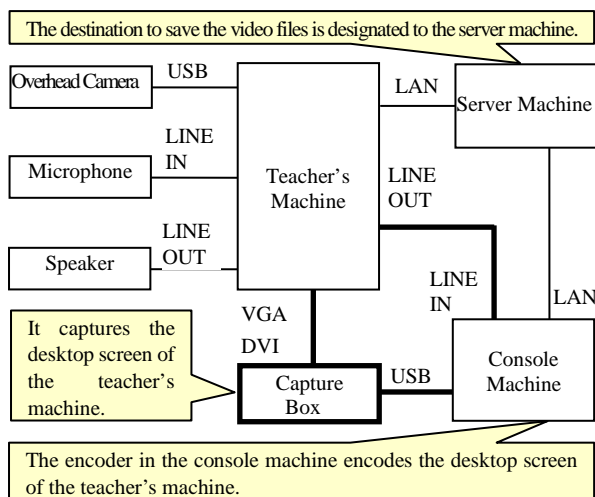 The destination to save the video files is designated to the server machine.
Overhead Camera
USB
LAN
Server Machine
Microphone
LINE
IN
Teacher's
Machine
LINE
OUT
Speaker
LINE
OUT
LINE
IN
LAN
It captures the
desktop screen of
the teacher's
machine.
VGA
DVI
Capture
Box
USB
Console
Machine
The encoder in the console machine encodes the desktop screen
of the teacher's machine.